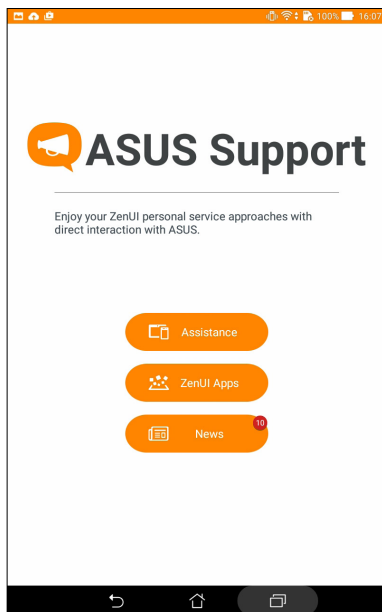 100% 16:07
ASUS Support
Enjoy your ZenUI personal service approaches with
direct interaction with ASUS.
Assistance
ZenUI Apps
News
10